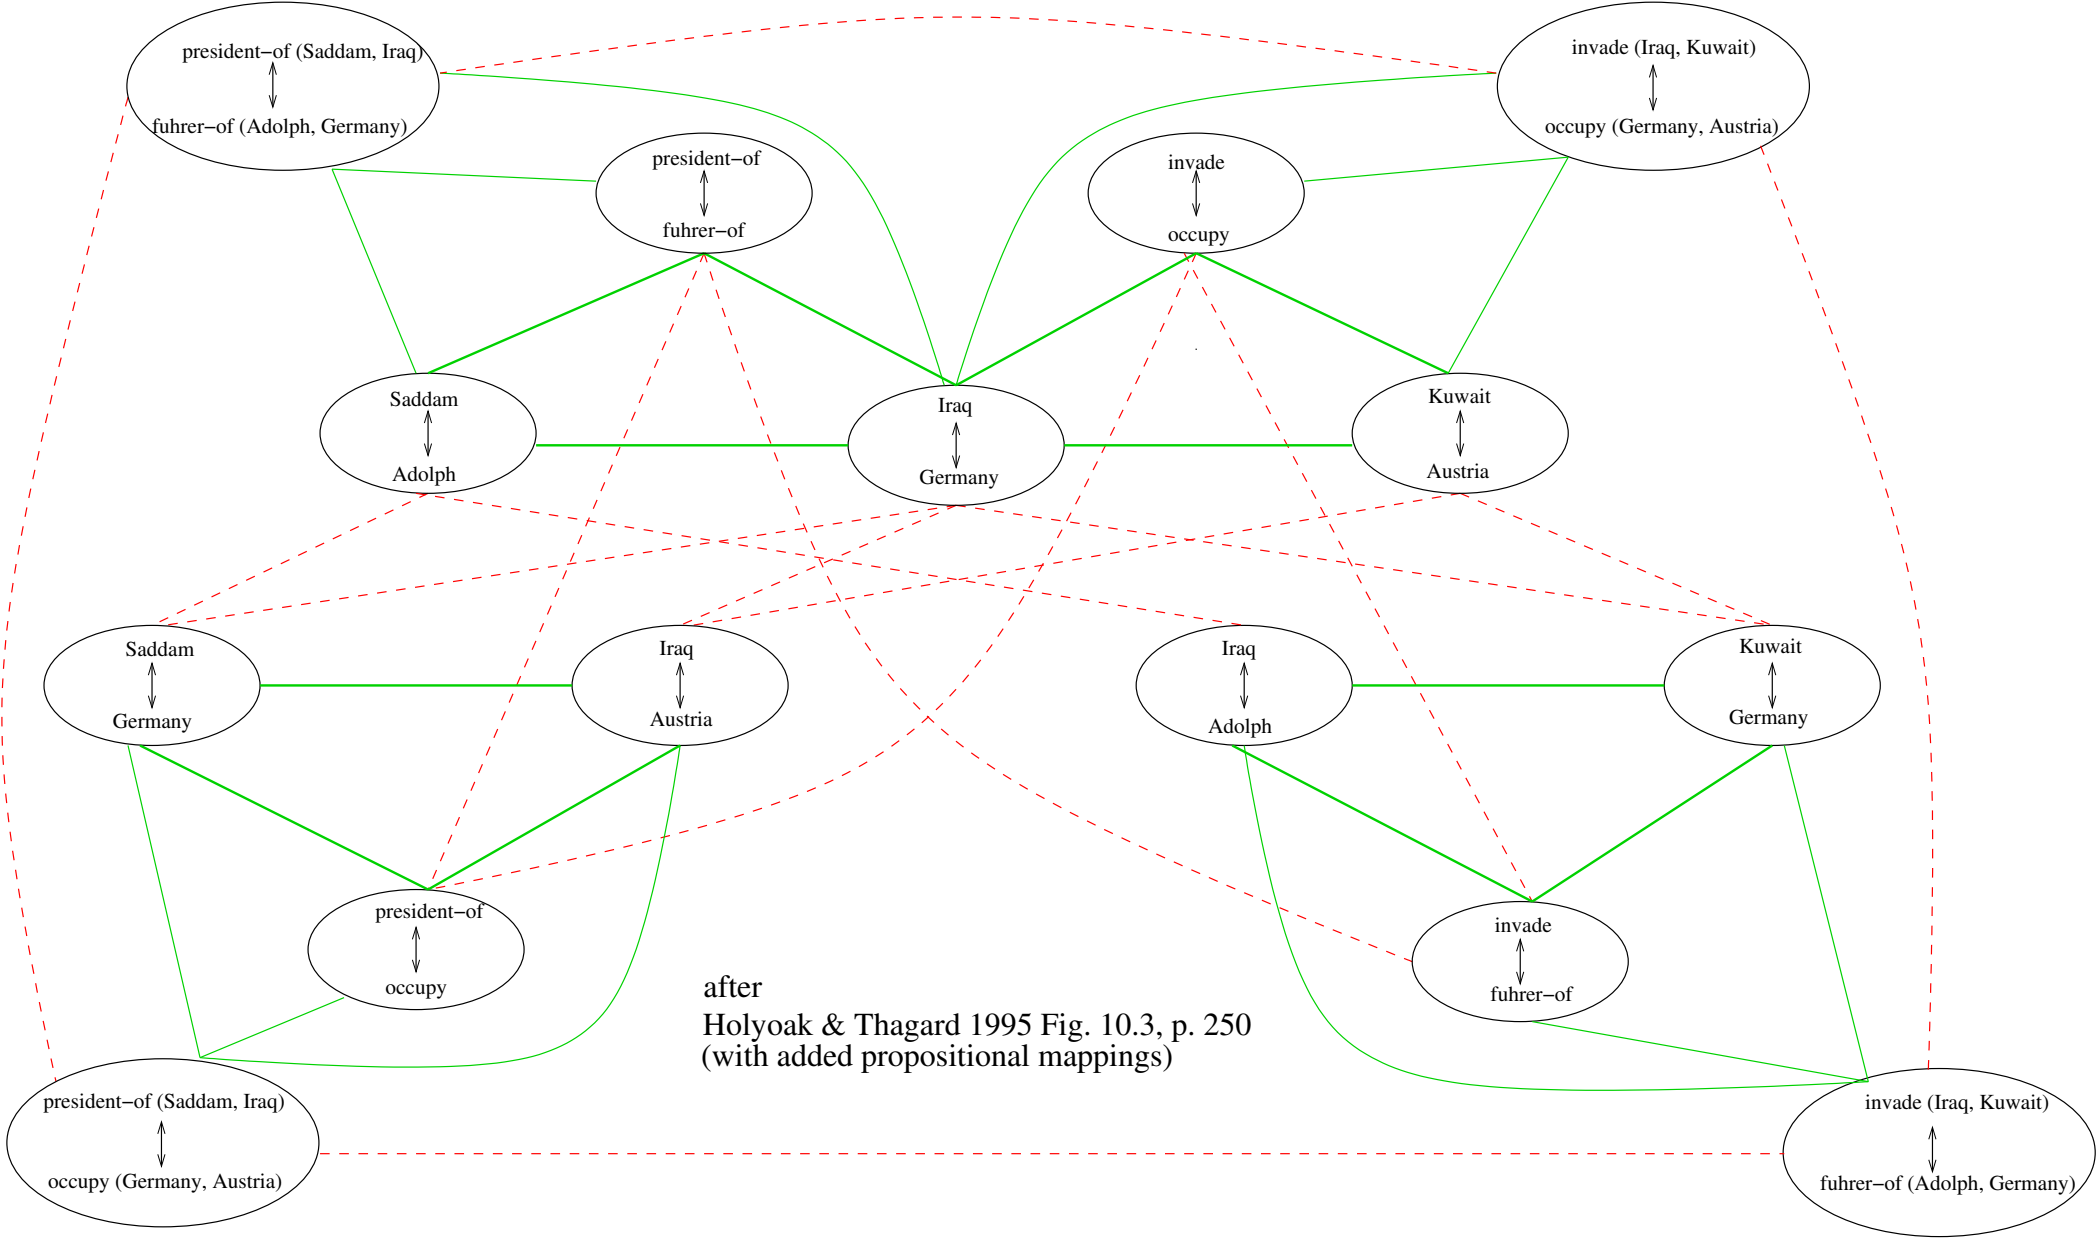 president−of (Saddam, Iraq)
fuhrer−of (Adolph, Germany)
invade (Iraq, Kuwait)
occupy (Germany, Austria)
president−of
fuhrer−of
invade
occupy
Saddam
Adolph
Iraq
Germany
Kuwait
Austria
Saddam
Germany
Iraq
Austria
Iraq
Adolph
Kuwait
Germany
president−of
occupy
invade
fuhrer−of
after
Holyoak & Thagard 1995 Fig. 10.3, p. 250
(with added propositional mappings)
president−of (Saddam, Iraq)
occupy (Germany, Austria)
invade (Iraq, Kuwait)
fuhrer−of (Adolph, Germany)